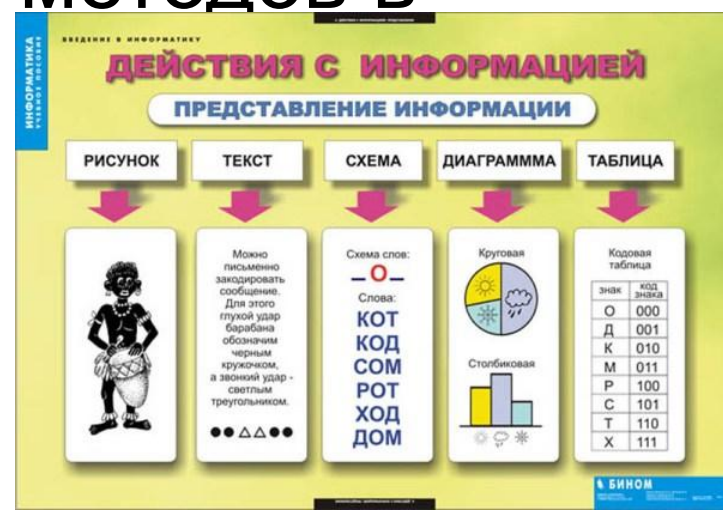 методов в
ИНФОРМАТИКА
УЧЕБНОЕ ПОСОБИЕ
ВВЕДЕНИЕ В ИНФОРМАТИКУ
ДЕЙСТВИЯ С ИНФОРМАЦИЕЙ
ПРЕДСТАВЛЕНИЕ ИНФОРМАЦИИ
РИСУНОК
ТЕКСТ
СХЕМА
ДИАГРАМММА
ТАБЛИЦА
Можно
письменно
закодировать
сообщение.
Для этого
глухой удар
барабана
обозначим
черным
кружочком,
а звонкий удар -
светлым
треугольником.
Схема слов:
_ О _
Слова:
КОТ
КОД
СОМ
РОТ
ХОД
ДОМ
Круговая
Столбиковая
Кодовая
таблица
знак код знака
О 000
Д 001
К 010
М 011
Р 100
С 101
Т 110
Х 111
БИНОМ